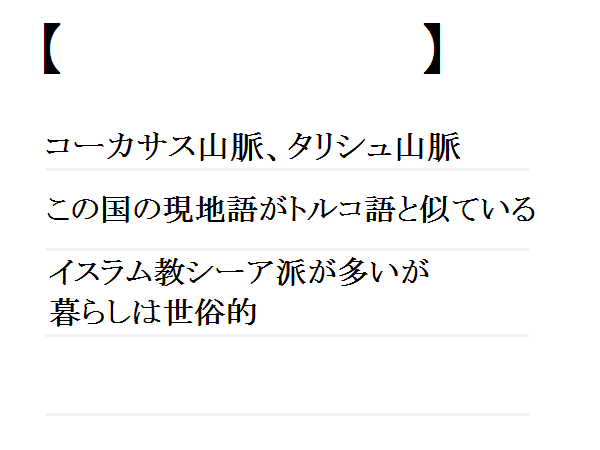 【 】
コーカサス山脈、タリシュ山脈
この国の現地語がトルコ語と似ている
イスラム教シーア派が多いが
暮らしは世俗的